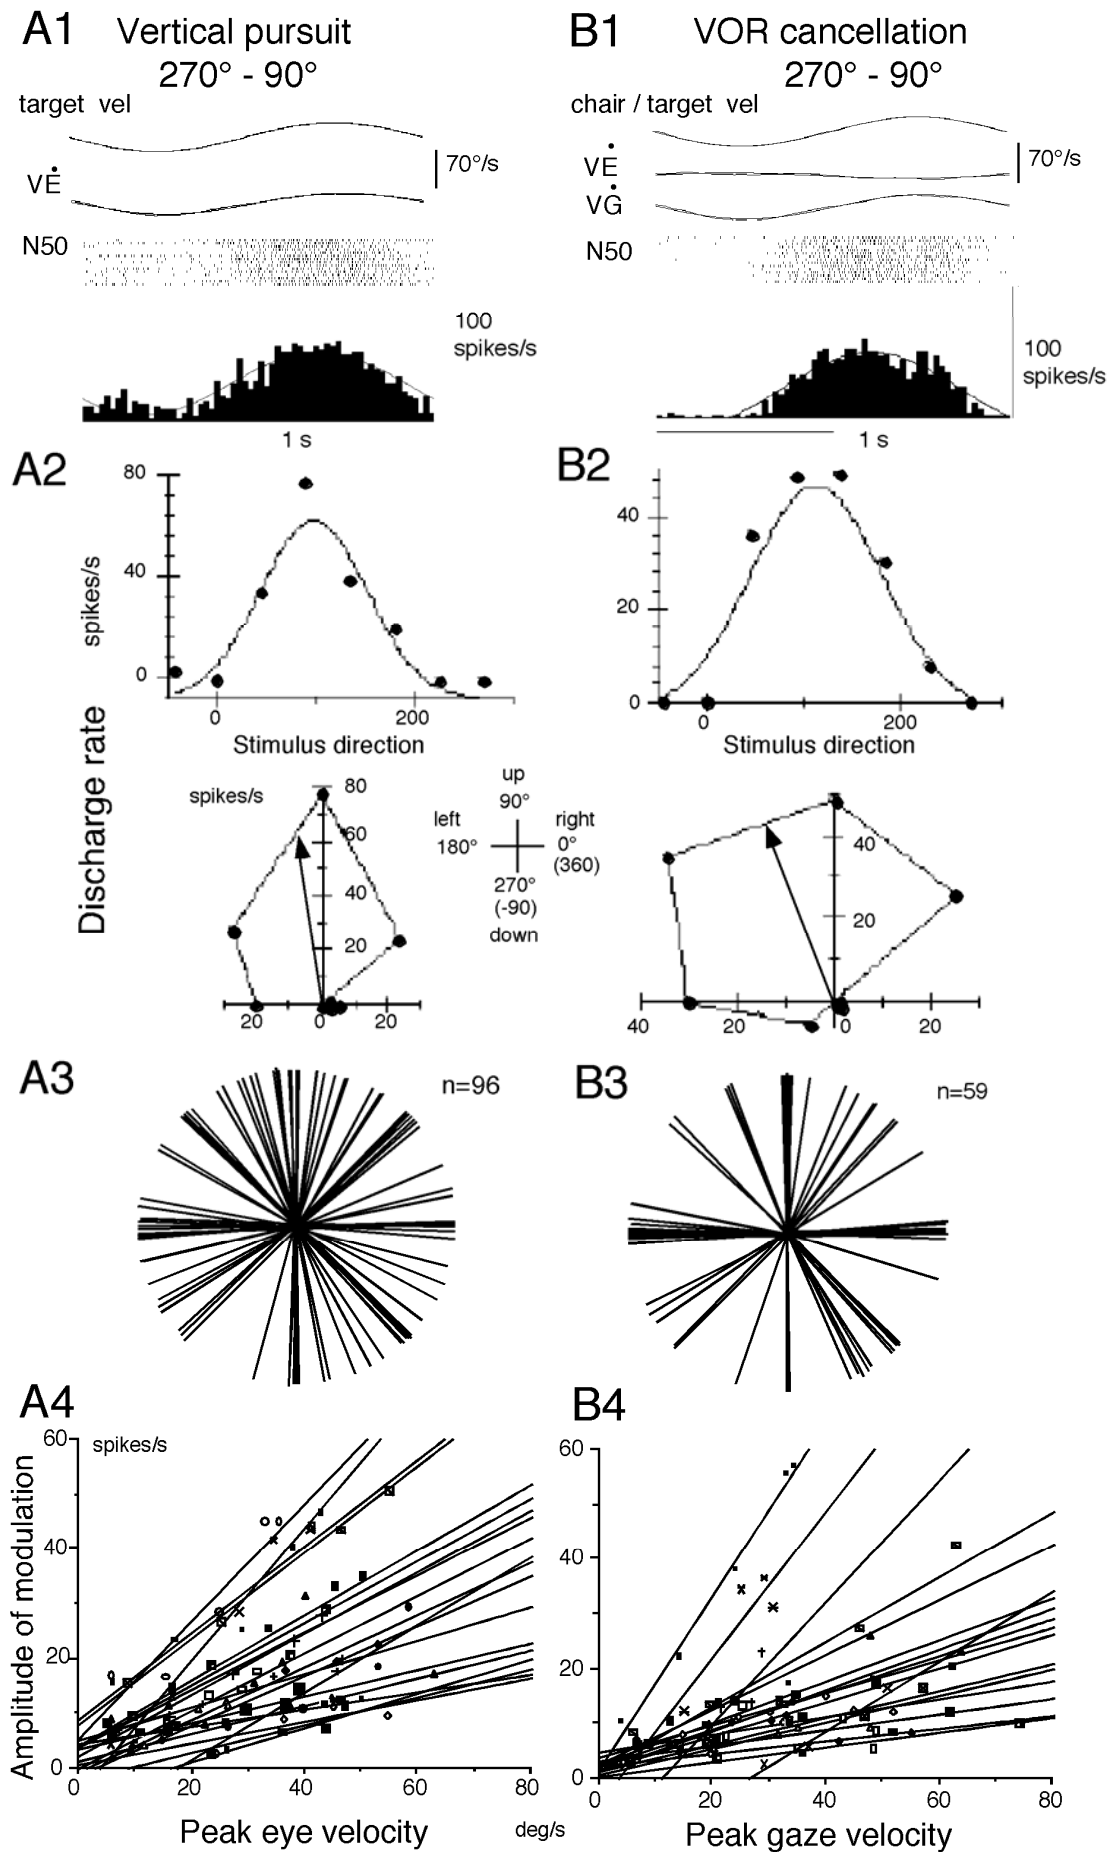 A1 Vertical pursuit
270° - 90°
target vel
VĖ
70°/s
N50
100
spikes/s
1 s
B1 VOR cancellation
270° - 90°
chair / target vel
VĖ
VĠ
70°/s
N50
100
spikes/s
1 s
Discharge rate
A2
spikes/s
80
40
0
0
200
Stimulus direction
B2
40
20
0
0
200
Stimulus direction
spikes/s
80
60
40
20
20
0
20
up
90°
left
180°
right
0°
(360)
270°
(-90)
down
40
20
40
20
0
20
A3
n=96
B3
n=59
A4
spikes/s
Amplitude of modulation
60
40
20
0
0
20
40
60
80
Peak eye velocity
deg/s
B4
60
40
20
0
0
20
40
60
80
Peak gaze velocity